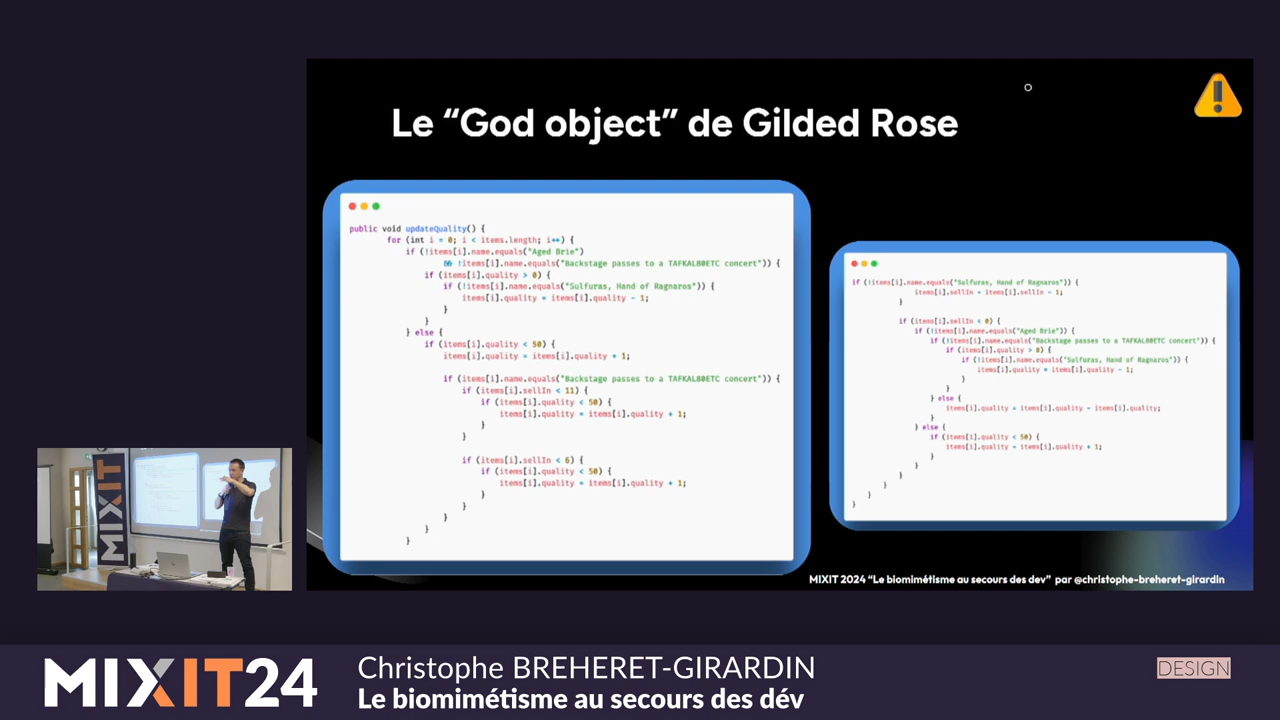 Le “God object” de Gilded Rose
public void updateQuality() {
for (int i = 0; i < items.length; i++) {
if (!items[i].name.equals("Aged Brie")
&& !items[i].name.equals("Backstage passes to a TAFKAL80ETC concert")) {
if (items[i].quality > 0) {
if (!items[i].name.equals("Sulfuras, Hand of Ragnaros")) {
items[i].quality = items[i].quality - 1;
}
}
} else {
if (items[i].quality < 50) {
items[i].quality = items[i].quality + 1;
if (items[i].name.equals("Backstage passes to a TAFKAL80ETC concert")) {
if (items[i].sellIn < 11) {
if (items[i].quality < 50) {
items[i].quality = items[i].quality + 1;
}
}
if (items[i].sellIn < 6) {
if (items[i].quality < 50) {
items[i].quality = items[i].quality + 1;
}
}
}
}
}
if (!items[i].name.equals("Sulfuras, Hand of Ragnaros")) {
items[i].sellIn = items[i].sellIn - 1;
}
if (items[i].sellIn < 0) {
if (!items[i].name.equals("Aged Brie")) {
if (!items[i].name.equals("Backstage passes to a TAFKAL80ETC concert")) {
if (items[i].quality > 0) {
if (!items[i].name.equals("Sulfuras, Hand of Ragnaros")) {
items[i].quality = items[i].quality - 1;
}
}
} else {
items[i].quality = items[i].quality - items[i].quality;
}
} else {
if (items[i].quality < 50) {
items[i].quality = items[i].quality + 1;
}
}
}
}
}
}
MIXIT 2024 “Le biomimétisme au secours des dev” par @christophe-breheret-girardin
MIXIT
MIXIT24
Christophe BREHERET-GIRARDIN
Le biomimétisme au secours des dév
DESIGN